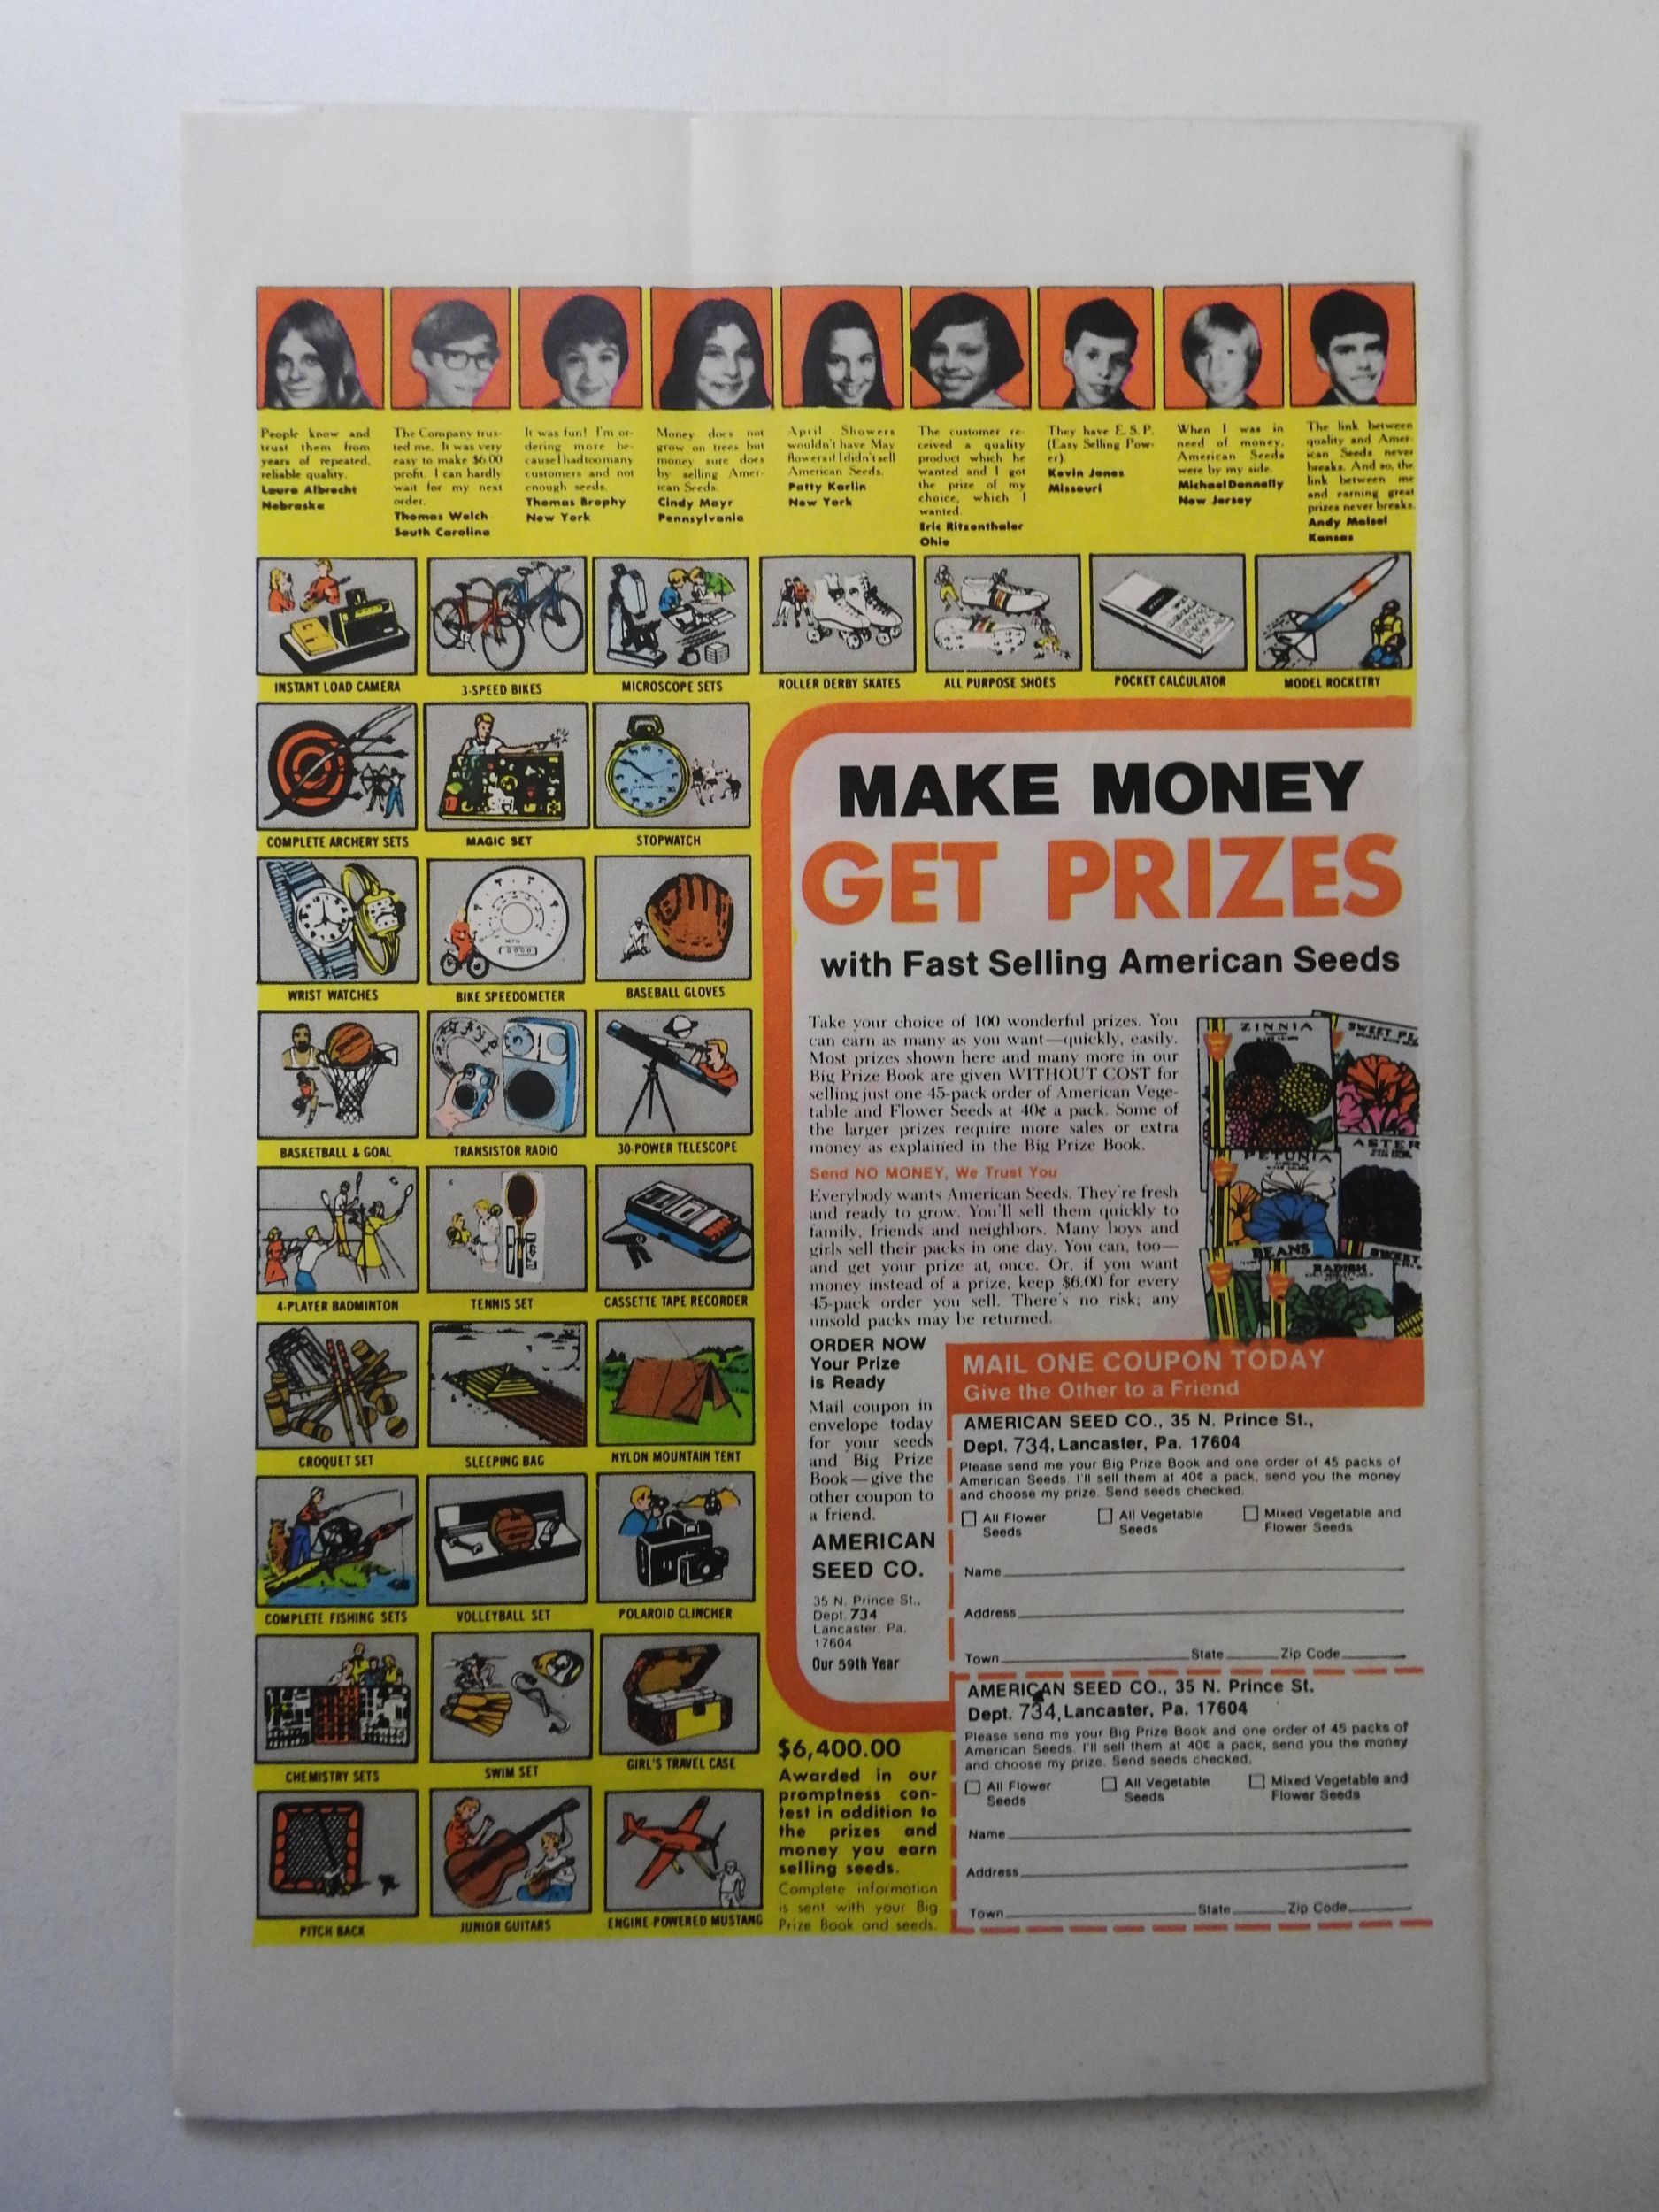 People know and
trust them from
years of repeated,
reliable quality.
Laura Albrecht
Nebraska
The Company trus-
ted me. It was very
easy to make $6.00
profit. I can hardly
wait for my next
order.
Thomas Welch
South Carolina
It was fun! I'm or-
dering more be-
cause I had too many
customers and not
enough seeds.
Thomas Brophy
New York
Money does not
grow on trees but
money sure does
by selling Amer-
ican Seeds.
Cindy Mayr
Pennsylvania
April Showers
wouldn't have May
flowers if I didn't sell
American Seeds.
Patty Karlin
New York
The customer re-
ceived a quality
product which he
wanted and I got
the prize of my
choice, which I
wanted.
Eric Ritzenthaler
Ohio
They have E.S.P.
(Easy Selling Pow-
er).
Kevin Jones
Missouri
When I was in
need of money,
American Seeds
were by my side.
Michael Donnelly
New Jersey
The link between
quality and Amer-
ican Seeds never
breaks. And so, the
link between me
and earning great
prizes never breaks.
Andy Meisel
Kansas
INSTANT LOAD CAMERA
3-SPEED BIKES
MICROSCOPE SETS
ROLLER DERBY SKATES
ALL PURPOSE SHOES
POCKET CALCULATOR
MODEL ROCKETRY
COMPLETE ARCHERY SETS
MAGIC SET
STOPWATCH
WRIST WATCHES
BIKE SPEEDOMETER
BASEBALL GLOVES
BASKETBALL & GOAL
TRANSISTOR RADIO
30-POWER TELESCOPE
4-PLAYER BADMINTON
TENNIS SET
CASSETTE TAPE RECORDER
CROQUET SET
SLEEPING BAG
NYLON MOUNTAIN TENT
COMPLETE FISHING SETS
VOLLEYBALL SET
POLAROID CLINCHER
CHEMISTRY SETS
SWIM SET
GIRL'S TRAVEL CASE
PITCH BACK
JUNIOR GUITARS
ENGINE-POWERED MUSTANG
MAKE MONEY
GET PRIZES
with Fast Selling American Seeds
Take your choice of 100 wonderful prizes. You
can earn as many as you want—quickly, easily.
Most prizes shown here and many more in our
Big Prize Book are given WITHOUT COST for
selling just one 45-pack order of American Vege-
table and Flower Seeds at 40¢ a pack. Some of
the larger prizes require more sales or extra
money as explained in the Big Prize Book.
Send NO MONEY, We Trust You
Everybody wants American Seeds. They're fresh
and ready to grow. You'll sell them quickly to
family, friends and neighbors. Many boys and
girls sell their packs in one day. You can, too—
and get your prize at once. Or, if you want
money instead of a prize, keep $6.00 for every
45-pack order you sell. There's no risk; any
unsold packs may be returned.
ZINNIA
SWEET PE
ASTER
PETUNIA
BEANS
SWEET
RADISH
ORDER NOW
Your Prize
is Ready
Mail coupon in
envelope today
for your seeds
and Big Prize
Book—give the
other coupon to
a friend.
AMERICAN
SEED CO.
35 N. Prince St.,
Dept. 734
Lancaster, Pa.
17604
Our 59th Year
MAIL ONE COUPON TODAY
Give the Other to a Friend
AMERICAN SEED CO., 35 N. Prince St.,
Dept. 734, Lancaster, Pa. 17604
Please send me your Big Prize Book and one order of 45 packs of
American Seeds. I'll sell them at 40¢ a pack, send you the money
and choose my prize. Send seeds checked.
All Flower
Seeds
All Vegetable
Seeds
Mixed Vegetable and
Flower Seeds
Name
Address
Town State Zip Code
AMERICAN SEED CO., 35 N. Prince St.
Dept. 734, Lancaster, Pa. 17604
Please send me your Big Prize Book and one order of 45 packs of
American Seeds. I'll sell them at 40¢ a pack, send you the money
and choose my prize. Send seeds checked.
All Flower
Seeds
All Vegetable
Seeds
Mixed Vegetable and
Flower Seeds
Name
Address
Town State Zip Code
$6,400.00
Awarded in our
promptness con-
test in addition to
the prizes and
money you earn
selling seeds.
Complete information
is sent with your Big
Prize Book and seeds.